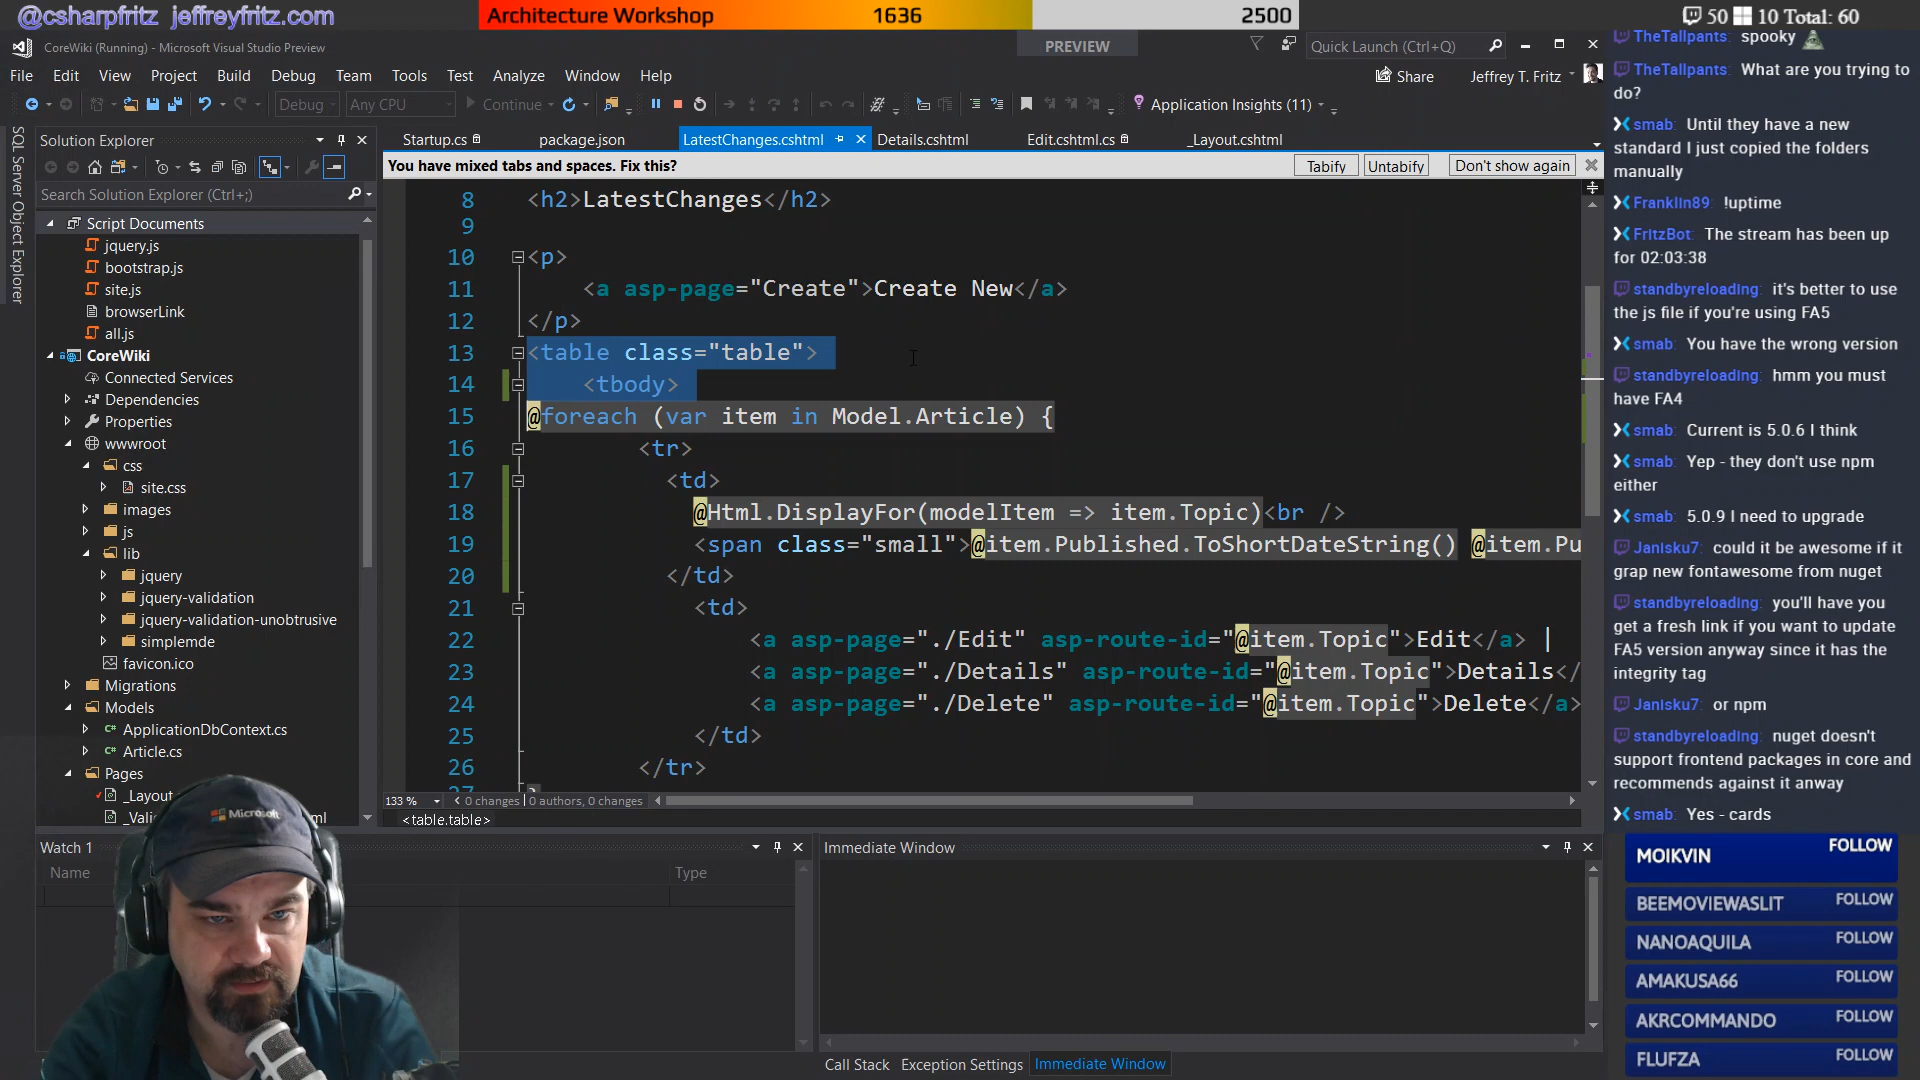 @csharpfritz jeffreyfritz.com
Architecture Workshop 1636 2500
50 10 Total: 60
CoreWiki (Running) - Microsoft Visual Studio Preview
PREVIEW
Quick Launch (Ctrl+Q)
File Edit View Project Build Debug Team Tools Test Analyze Window Help
Share
Jeffrey T. Fritz
Debug Any CPU Continue Application Insights (11)
SQL Server Object Explorer
Solution Explorer
Search Solution Explorer (Ctrl+;)
Script Documents
jquery.js
bootstrap.js
site.js
browserLink
all.js
CoreWiki
Connected Services
Dependencies
Properties
wwwroot
css
site.css
images
js
lib
jquery
jquery-validation
jquery-validation-unobtrusive
simplemde
favicon.ico
Migrations
Models
ApplicationDbContext.cs
Article.cs
Pages
_Layout
Startup.cs package.json LatestChanges.cshtml Details.cshtml Edit.cshtml.cs _Layout.cshtml
You have mixed tabs and spaces. Fix this? Tabify Untabify Don't show again
8 <h2>LatestChanges</h2>
9
10 <p>
11 <a asp-page="Create">Create New</a>
12 </p>
13 <table class="table">
14 <tbody>
15 @foreach (var item in Model.Article) {
16 <tr>
17 <td>
18 @Html.DisplayFor(modelItem => item.Topic)<br />
19 <span class="small">@item.Published.ToShortDateString() @item.Pu
20 </td>
21 <td>
22 <a asp-page="./Edit" asp-route-id="@item.Topic">Edit</a> |
23 <a asp-page="./Details" asp-route-id="@item.Topic">Details</
24 <a asp-page="./Delete" asp-route-id="@item.Topic">Delete</a>
25 </td>
26 </tr>
133 % 0 changes | 0 authors, 0 changes
<table.table>
Watch 1
Name Type
Immediate Window
Call Stack Exception Settings Immediate Window
TheTallpants: spooky
TheTallpants: What are you trying to
do?
smab: Until they have a new
standard I just copied the folders
manually
Franklin89: !uptime
FritzBot: The stream has been up
for 02:03:38
standbyreloading: it's better to use
the js file if you're using FA5
smab: You have the wrong version
standbyreloading: hmm you must
have FA4
smab: Current is 5.0.6 I think
smab: Yep - they don't use npm
either
smab: 5.0.9 I need to upgrade
Janisku7: could it be awesome if it
grap new fontawesome from nuget
standbyreloading: you'll have you
get a fresh link if you want to update
FA5 version anyway since it has the
integrity tag
Janisku7: or npm
standbyreloading: nuget doesn't
support frontend packages in core and
recommends against it anway
smab: Yes - cards
MOIKVIN FOLLOW
BEEMOVIEWASLIT FOLLOW
NANOAQUILA FOLLOW
AMAKUSA66 FOLLOW
AKRCOMMANDO FOLLOW
FLUFZA FOLLOW
Microsoft